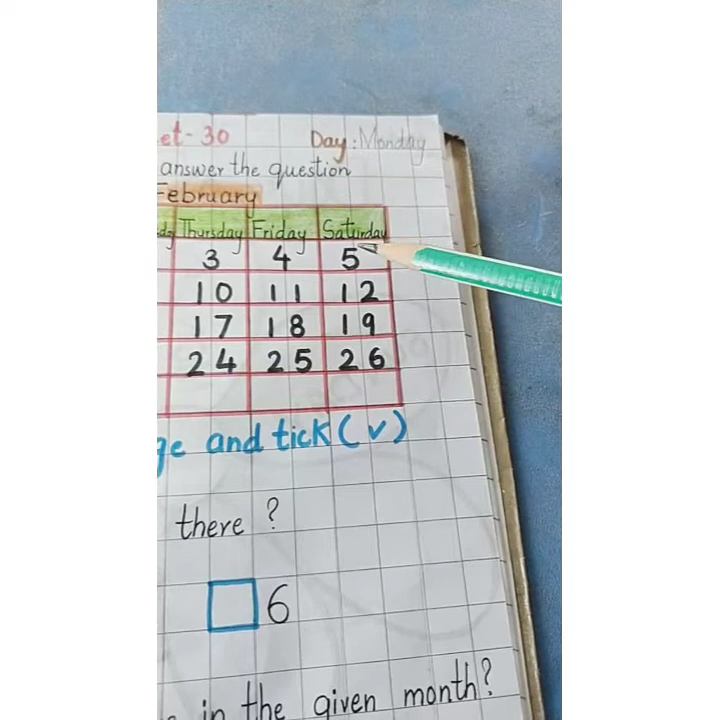 et-30 Day: Monday
answer the question
February
Thursday Friday Saturday
3 4 5
10 11 12
17 18 19
24 25 26
ge and tick (✓)
there ?
6
in the given month?